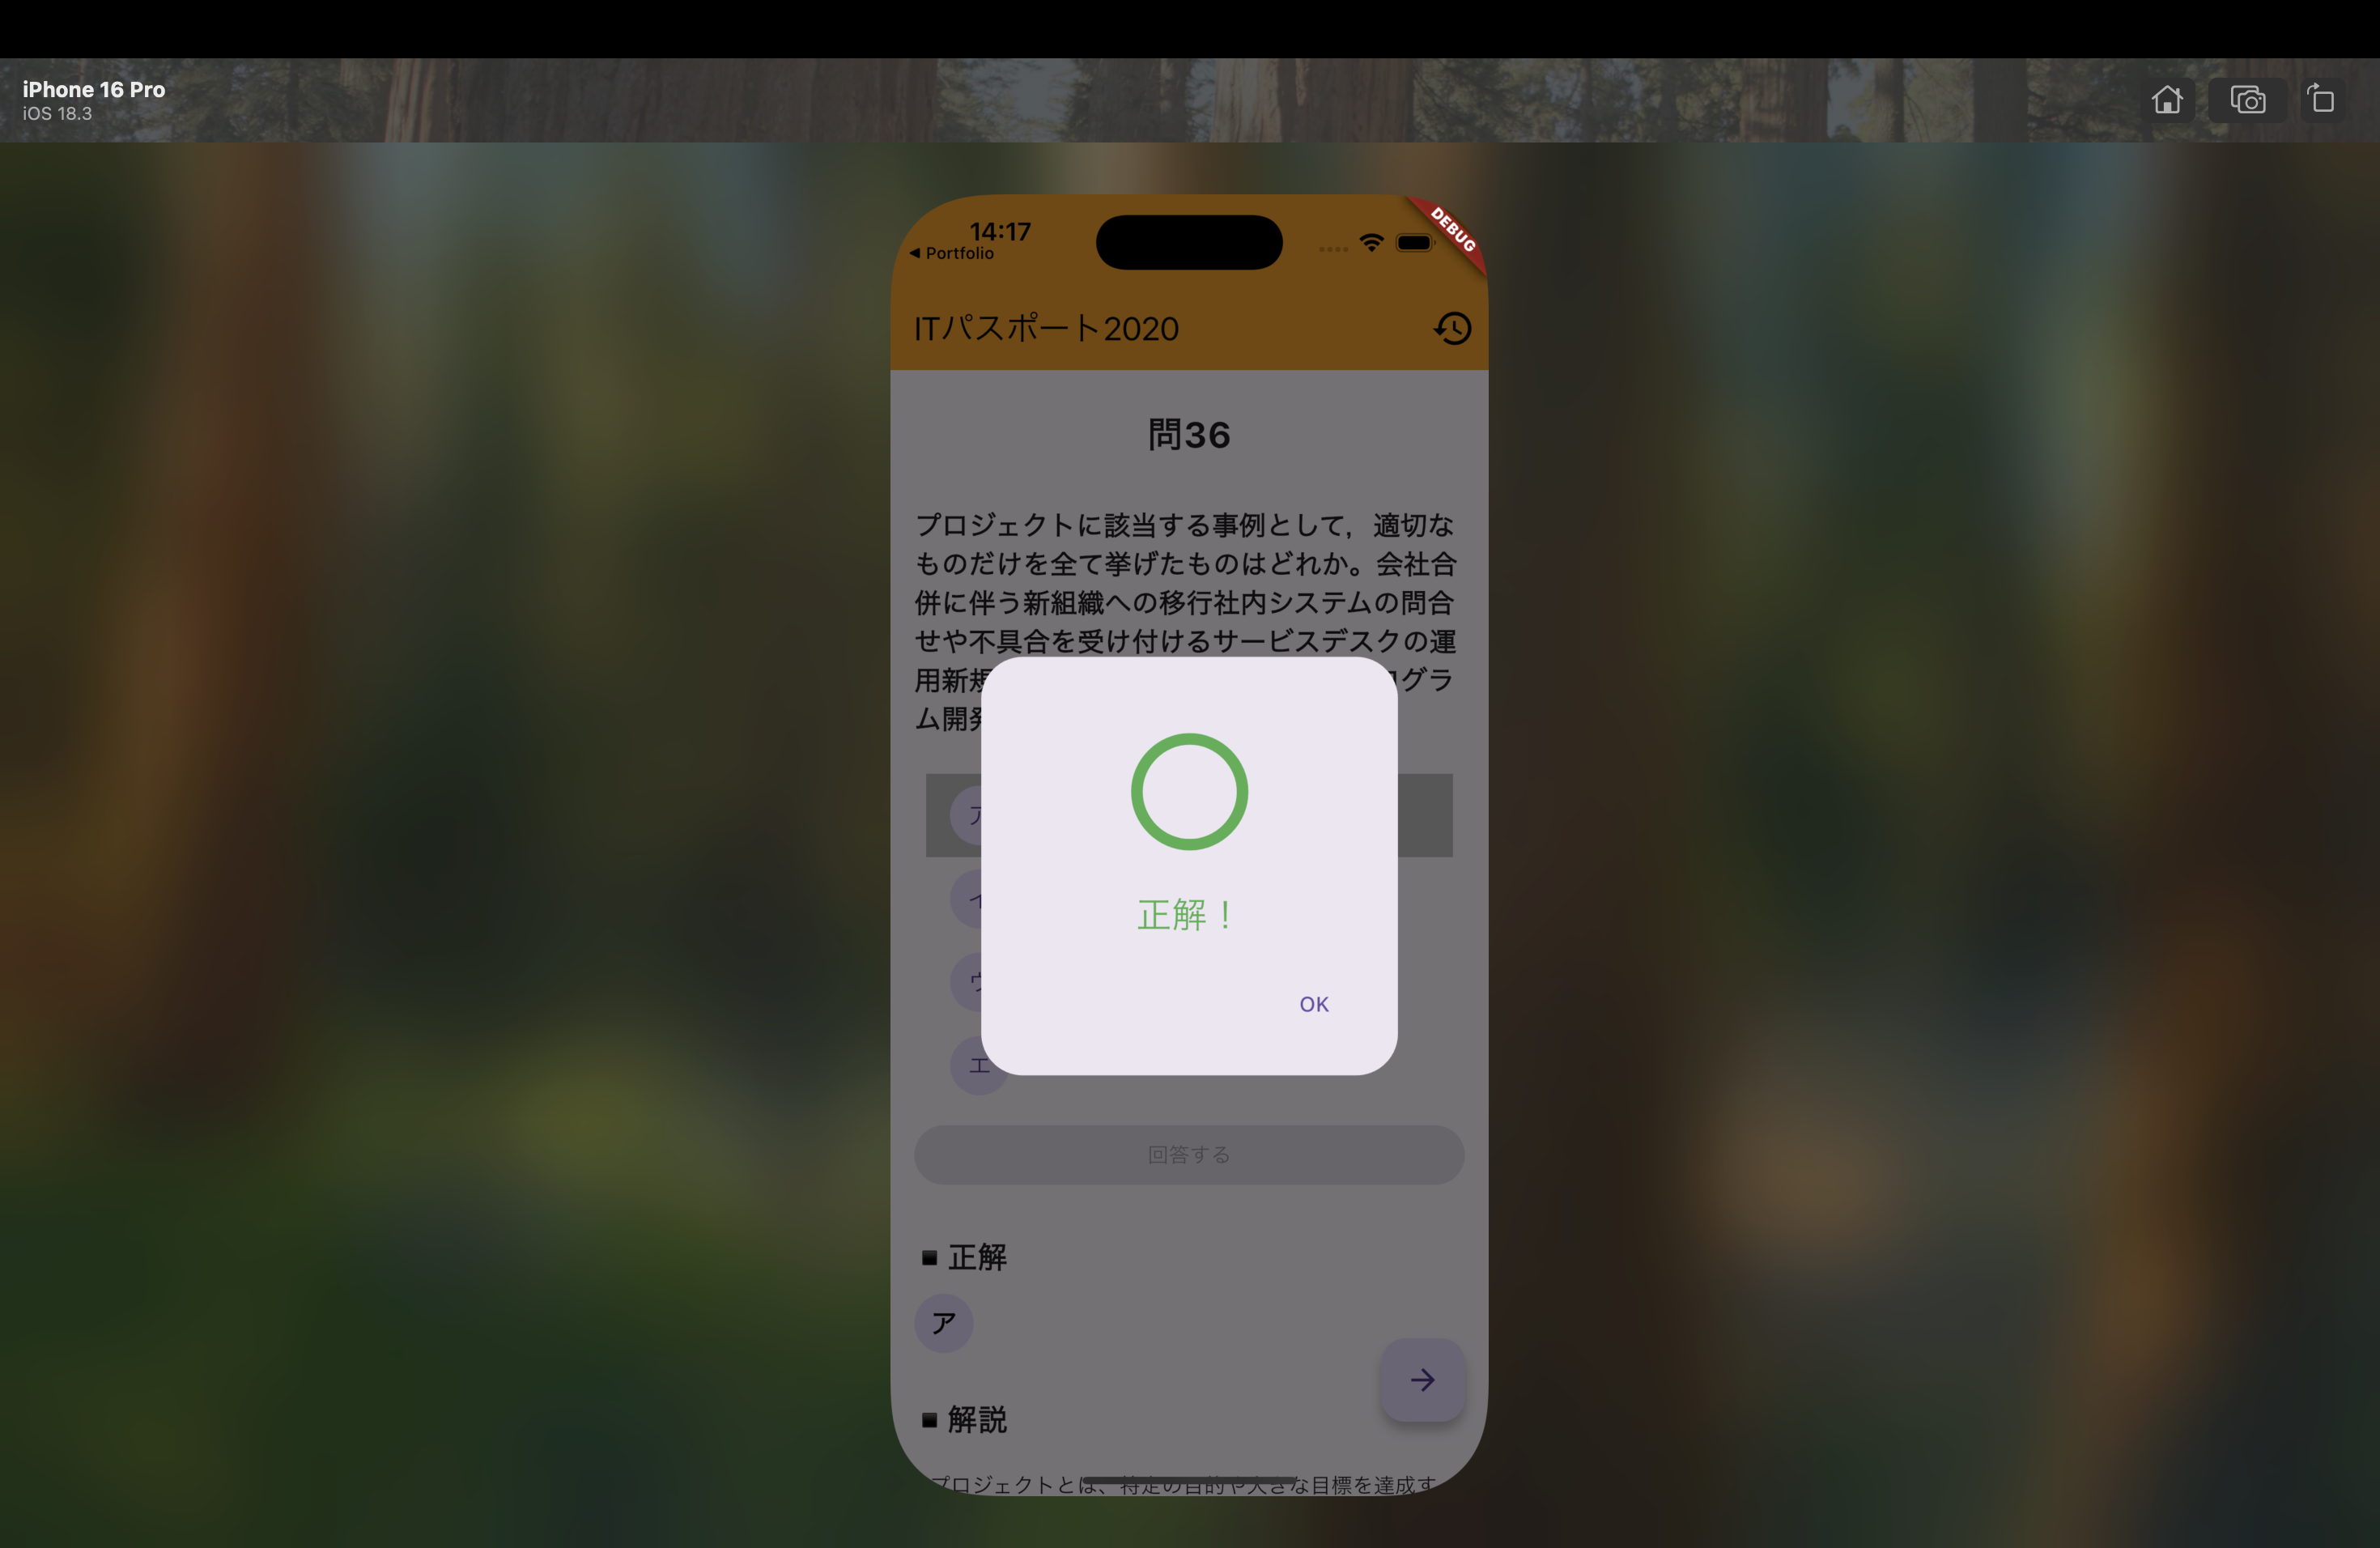 iPhone 16 Pro
iOS 18.3
14:17
◀ Portfolio
DEBUG
ITパスポート2020
問36
プロジェクトに該当する事例として，適切な
ものだけを全て挙げたものはどれか。会社合
併に伴う新組織への移行社内システムの問合
せや不具合を受け付けるサービスデスクの運
用新規
グラ
ム開発
ア
イ
ウ
エ
正解！
OK
回答する
■ 正解
ア
■ 解説
プロジェクトとは、特定の目的や大きな目標を達成す